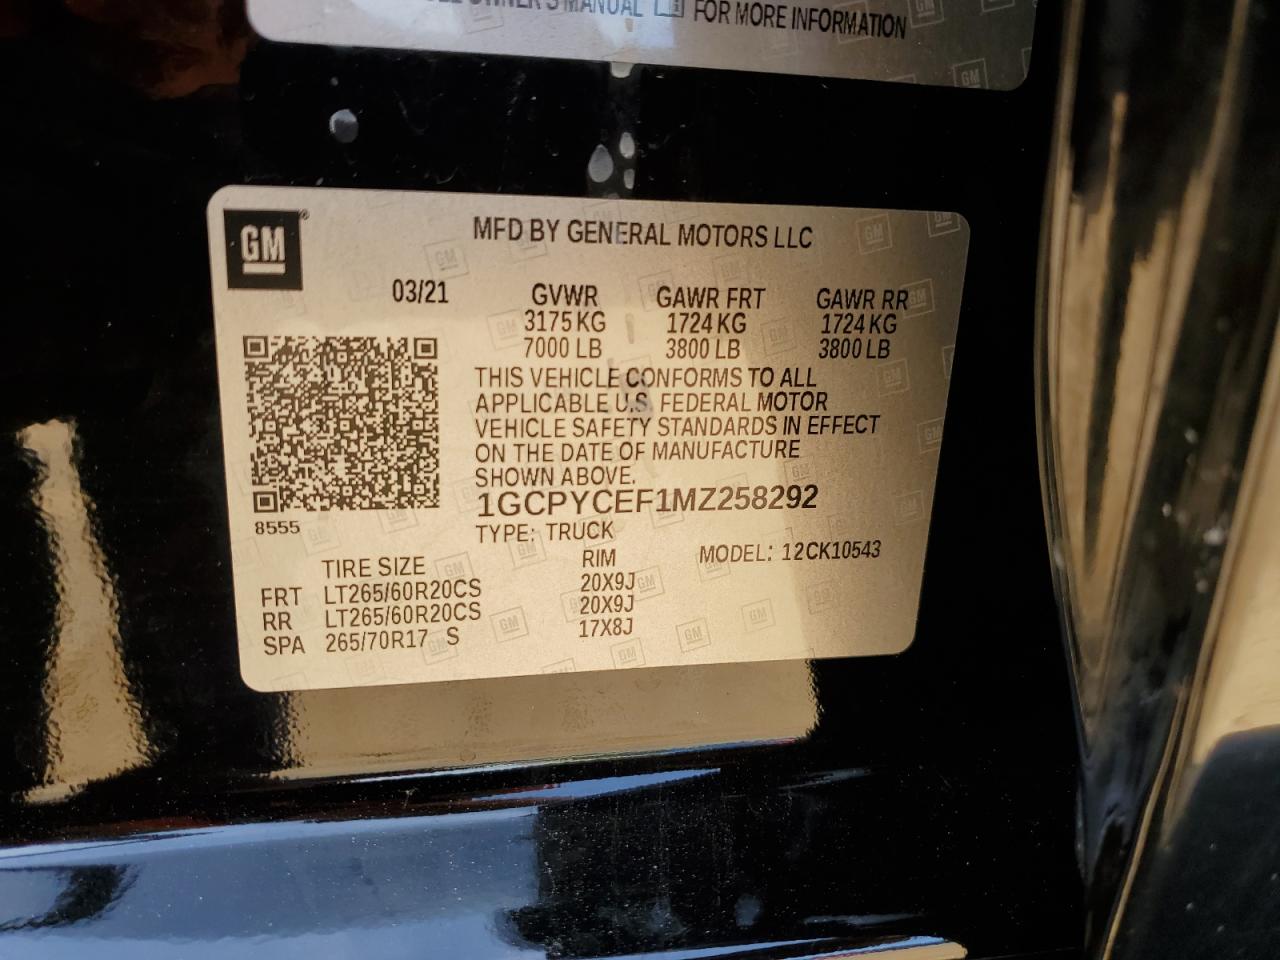 OWNER'S MANUAL FOR MORE INFORMATION
GM
MFD BY GENERAL MOTORS LLC
03/21 GVWR GAWR FRT GAWR RR
3175 KG 1724 KG 1724 KG
7000 LB 3800 LB 3800 LB
THIS VEHICLE CONFORMS TO ALL
APPLICABLE U.S. FEDERAL MOTOR
VEHICLE SAFETY STANDARDS IN EFFECT
ON THE DATE OF MANUFACTURE
SHOWN ABOVE.
1GCPYCEF1MZ258292
8555
TYPE: TRUCK
TIRE SIZE RIM MODEL: 12CK10543
FRT LT265/60R20CS 20X9J
RR LT265/60R20CS 20X9J
SPA 265/70R17 S 17X8J